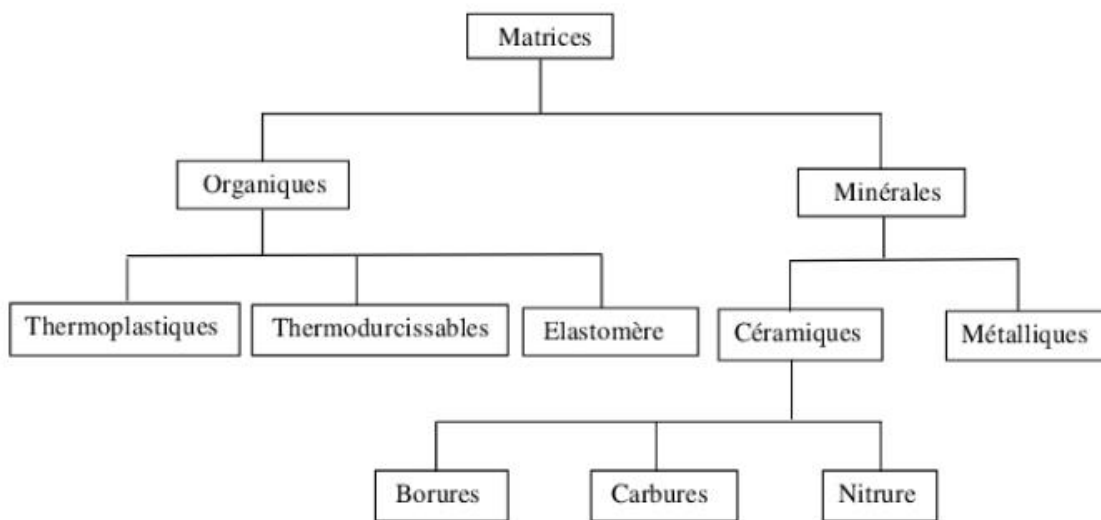 Matrices
Organiques
Minérales
Thermoplastiques
Thermodurcissables
Elastomère
Céramiques
Métalliques
Borures
Carbures
Nitrure